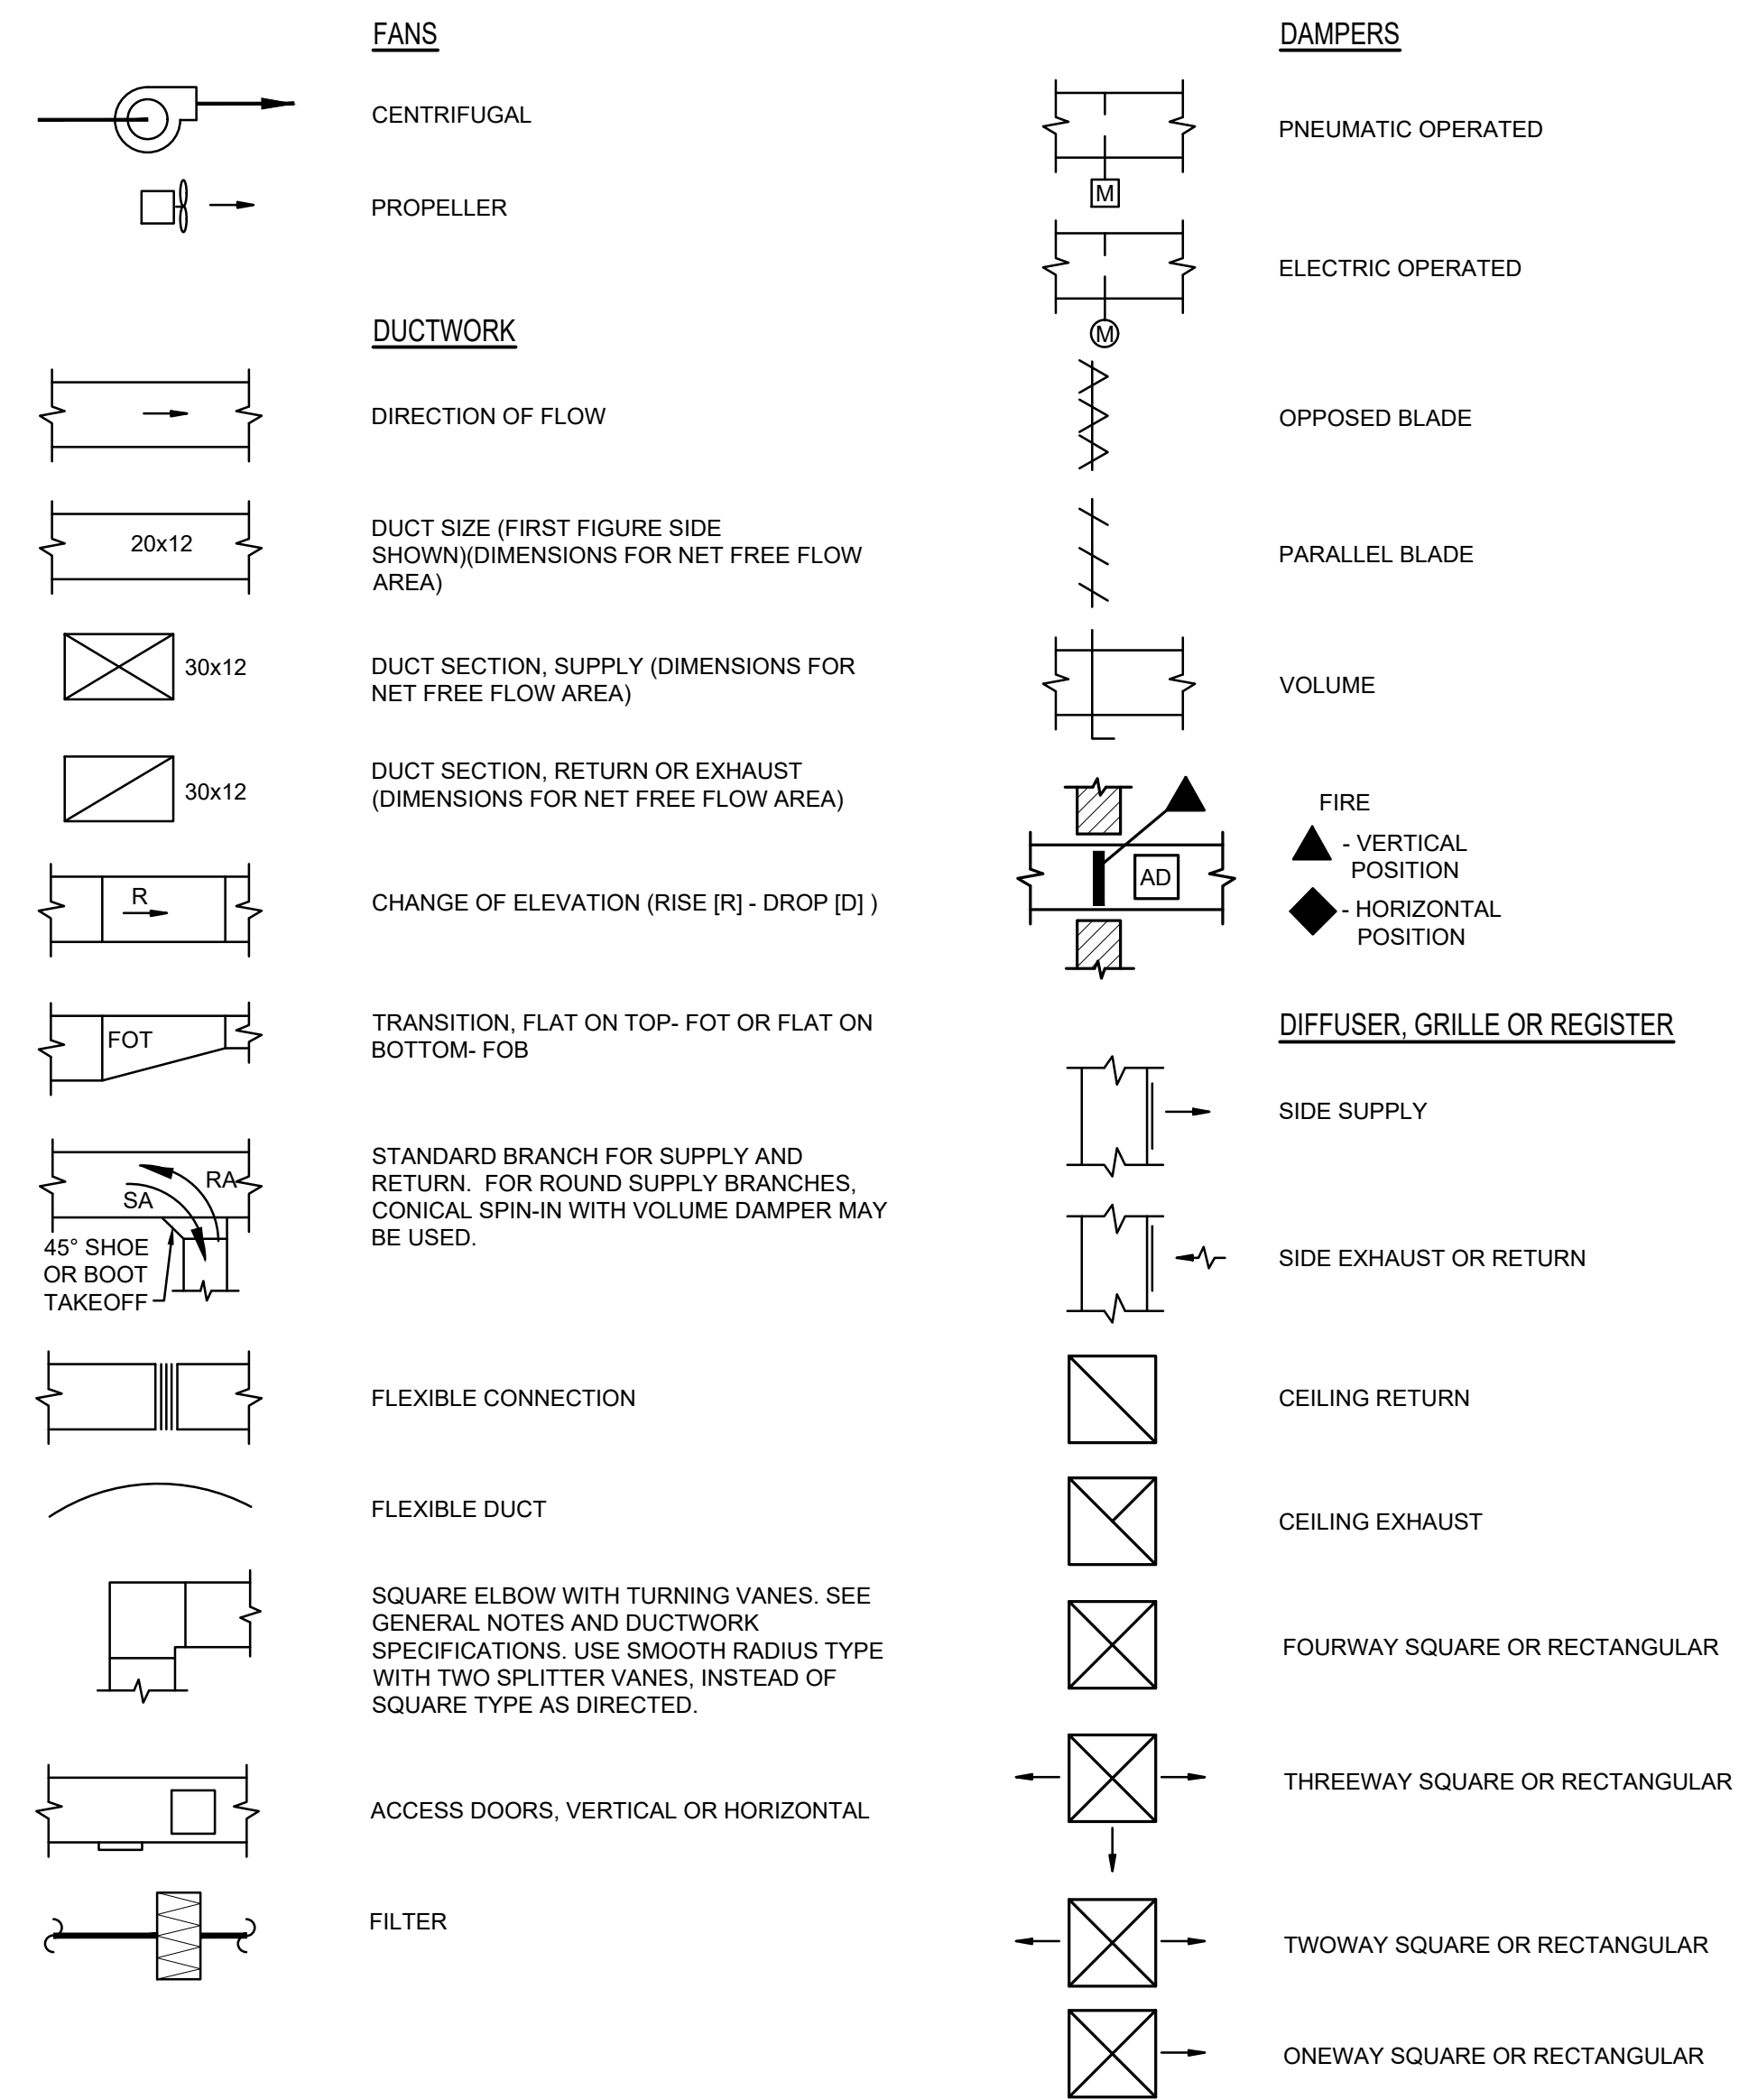 FANS
CENTRIFUGAL
PROPELLER
DUCTWORK
DIRECTION OF FLOW
20x12
DUCT SIZE (FIRST FIGURE SIDE
SHOWN)(DIMENSIONS FOR NET FREE FLOW
AREA)
30x12
DUCT SECTION, SUPPLY (DIMENSIONS FOR
NET FREE FLOW AREA)
30x12
DUCT SECTION, RETURN OR EXHAUST
(DIMENSIONS FOR NET FREE FLOW AREA)
R
CHANGE OF ELEVATION (RISE [R] - DROP [D] )
FOT
TRANSITION, FLAT ON TOP- FOT OR FLAT ON
BOTTOM- FOB
RA
SA
45° SHOE
OR BOOT
TAKEOFF
STANDARD BRANCH FOR SUPPLY AND
RETURN. FOR ROUND SUPPLY BRANCHES,
CONICAL SPIN-IN WITH VOLUME DAMPER MAY
BE USED.
FLEXIBLE CONNECTION
FLEXIBLE DUCT
SQUARE ELBOW WITH TURNING VANES. SEE
GENERAL NOTES AND DUCTWORK
SPECIFICATIONS. USE SMOOTH RADIUS TYPE
WITH TWO SPLITTER VANES, INSTEAD OF
SQUARE TYPE AS DIRECTED.
ACCESS DOORS, VERTICAL OR HORIZONTAL
FILTER
DAMPERS
M
PNEUMATIC OPERATED
M
ELECTRIC OPERATED
OPPOSED BLADE
PARALLEL BLADE
VOLUME
AD
FIRE
- VERTICAL
POSITION
- HORIZONTAL
POSITION
DIFFUSER, GRILLE OR REGISTER
SIDE SUPPLY
SIDE EXHAUST OR RETURN
CEILING RETURN
CEILING EXHAUST
FOURWAY SQUARE OR RECTANGULAR
THREEWAY SQUARE OR RECTANGULAR
TWOWAY SQUARE OR RECTANGULAR
ONEWAY SQUARE OR RECTANGULAR